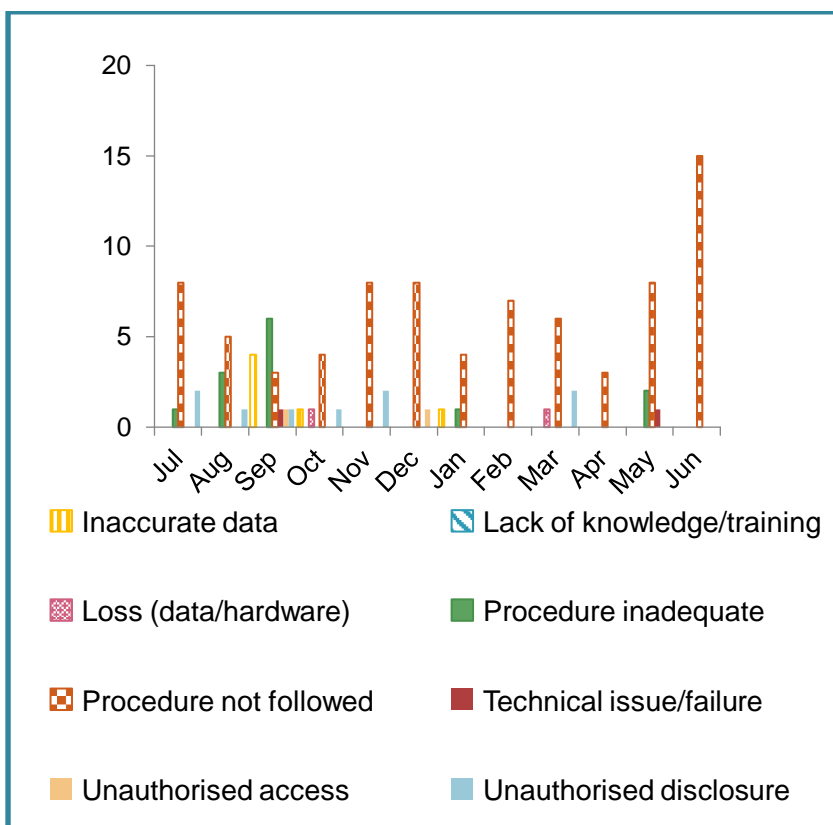 20
15
10
5
0
Jul Aug Sep Oct Nov Dec Jan Feb Mar Apr May Jun
Inaccurate data Lack of knowledge/training
Loss (data/hardware) Procedure inadequate
Procedure not followed Technical issue/failure
Unauthorised access Unauthorised disclosure